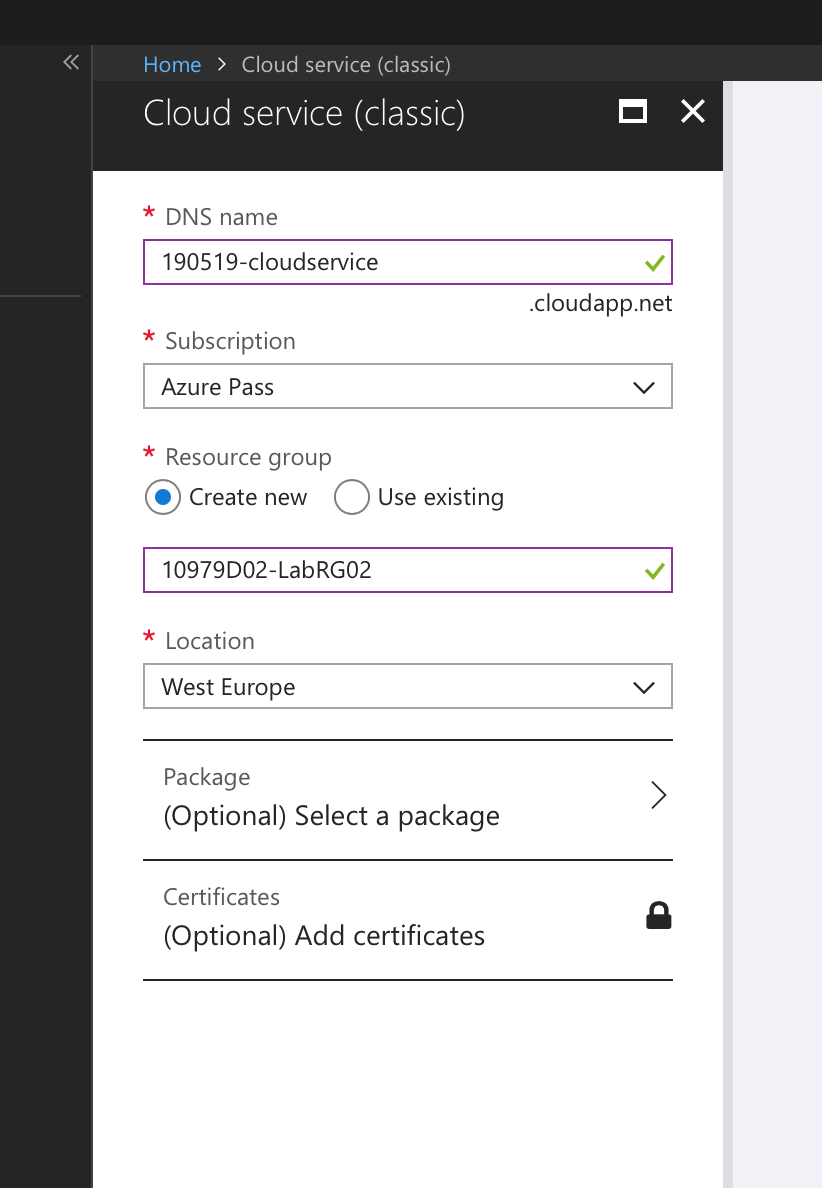 Home > Cloud service (classic)
Cloud service (classic)
* DNS name
190519-cloudservice
.cloudapp.net
* Subscription
Azure Pass
* Resource group
Create new Use existing
10979D02-LabRG02
* Location
West Europe
Package
(Optional) Select a package
Certificates
(Optional) Add certificates